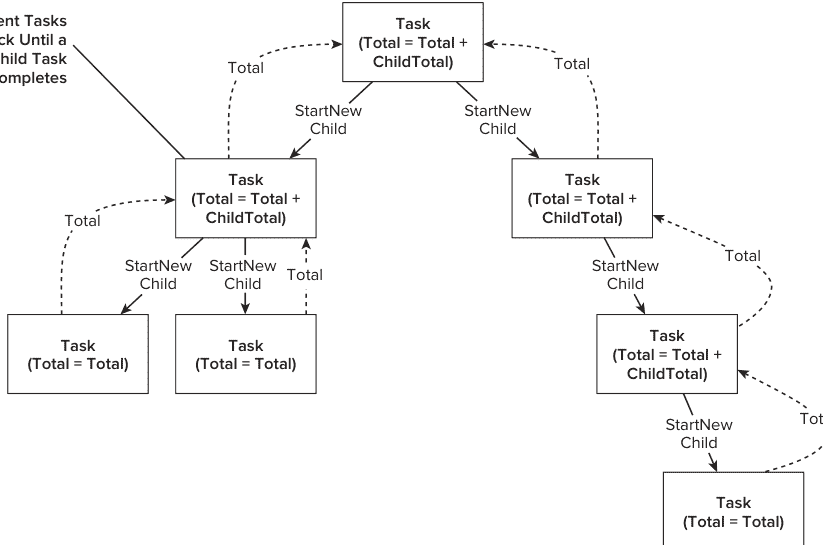 ent Tasks
ck Until a
hild Task
ompletes
Task
(Total = Total +
ChildTotal)
Total
Total
StartNew
Child
StartNew
Child
Task
(Total = Total +
ChildTotal)
Task
(Total = Total +
ChildTotal)
Total
StartNew
Child
StartNew
Child
Total
StartNew
Child
Total
Task
(Total = Total)
Task
(Total = Total)
Task
(Total = Total +
ChildTotal)
StartNew
Child
Tot
Task
(Total = Total)